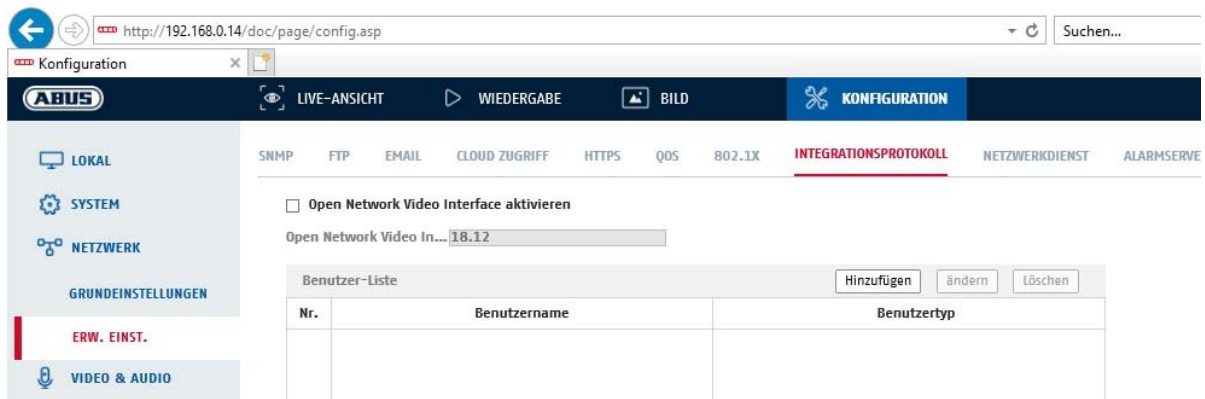 http://192.168.0.14/doc/page/config.asp
Suchen...
Konfiguration
ABUS
LIVE-ANSICHT
WIEDERGABE
BILD
KONFIGURATION
LOKAL
SYSTEM
NETZWERK
GRUNDEINSTELLUNGEN
ERW. EINST.
VIDEO & AUDIO
SNMP FTP EMAIL CLOUD ZUGRIFF HTTPS QOS 802.1X INTEGRATIONSPROTOKOLL NETZWERKDIENST ALARMSERVE
Open Network Video Interface aktivieren
Open Network Video In... 18.12
Benutzer-Liste Hinzufügen ändern Löschen
Nr. Benutzername Benutzertyp